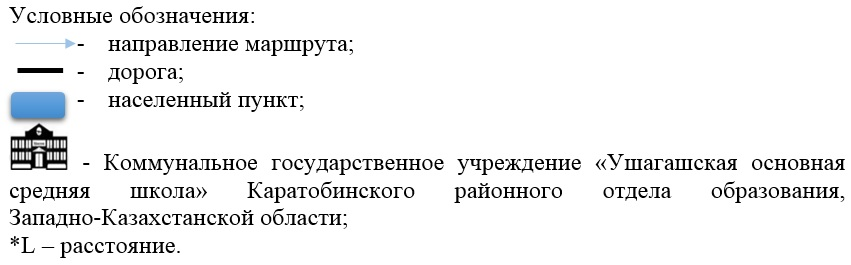 Условные обозначения:
- направление маршрута;
- дорога;
- населенный пункт;
- Коммунальное государственное учреждение «Ушагашская основная
средняя школа» Каратобинского районного отдела образования,
Западно-Казахстанской области;
*L – расстояние.